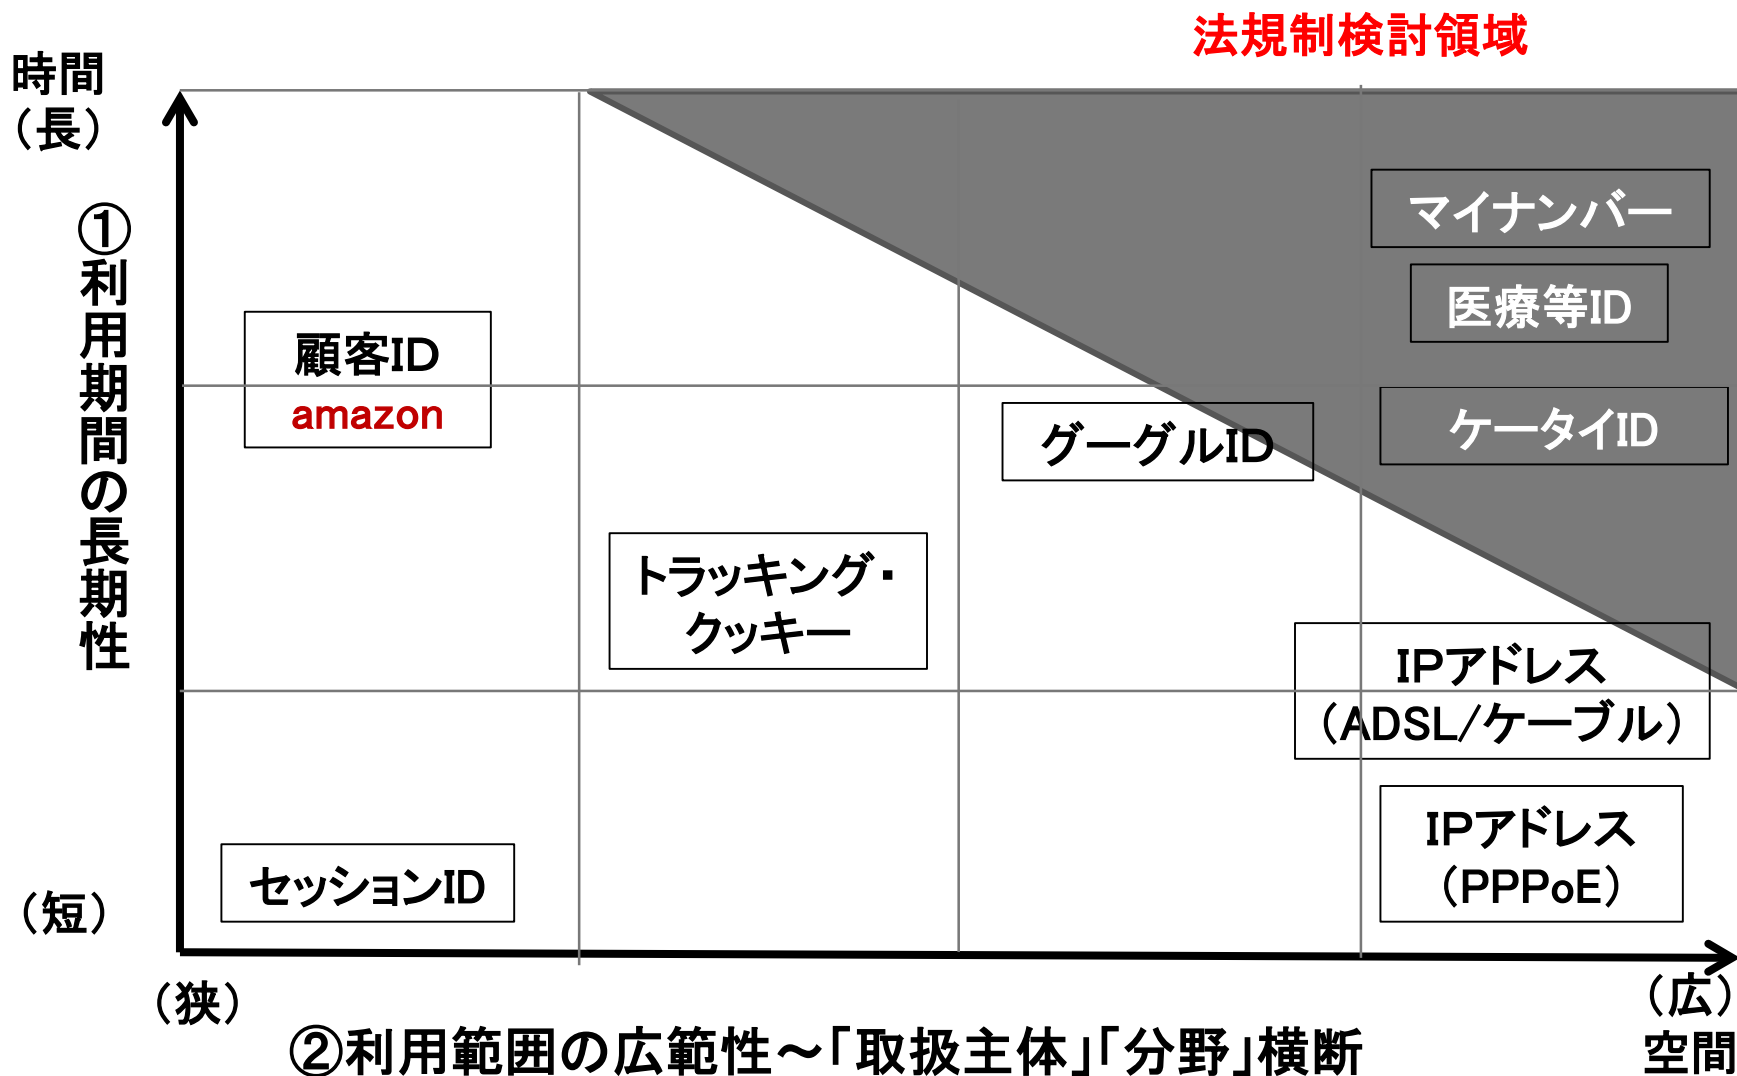 法規制検討領域
時間
（長）
①利用期間の長期性
マイナンバー
医療等ID
顧客ID
amazon
グーグルID
ケータイID
トラッキング・
クッキー
IPアドレス
（ADSL/ケーブル）
IPアドレス
（PPPoE）
セッションID
（短）
（狭）
（広）
空間
②利用範囲の広範性～「取扱主体」「分野」横断